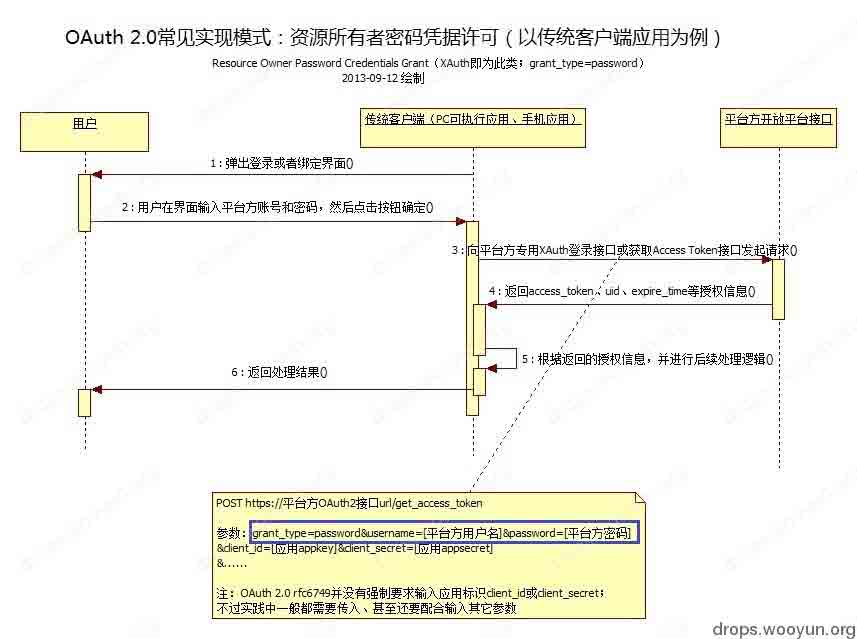 OAuth 2.0常见实现模式：资源所有者密码凭据许可（以传统客户端应用为例）
Resource Owner Password Credentials Grant（XAuth即为此类；grant_type=password）
2013-09-12 绘制
用户
传统客户端（PC可执行应用、手机应用）
平台方开放平台接口
1 : 弹出登录或者绑定界面()
2 : 用户在界面输入平台方账号和密码，然后点击按钮确定()
3 : 向平台方专用XAuth登录接口或获取Access Token接口发起请求()
4 : 返回access_token、uid、expire_time等授权信息()
5 : 根据返回的授权信息，并进行后续处理逻辑()
6 : 返回处理结果()
POST https://平台方OAuth2接口url/get_access_token
参数：grant_type=password&username=[平台方用户名]&password=[平台方密码]
&client_id=[应用appkey]&client_secret=[应用appsecret]
&......
注：OAuth 2.0 rfc6749并没有强制要求输入应用标识client_id或client_secret；
不过实践中一般都需要传入、甚至还要配合输入其它参数
drops.wooyun.org